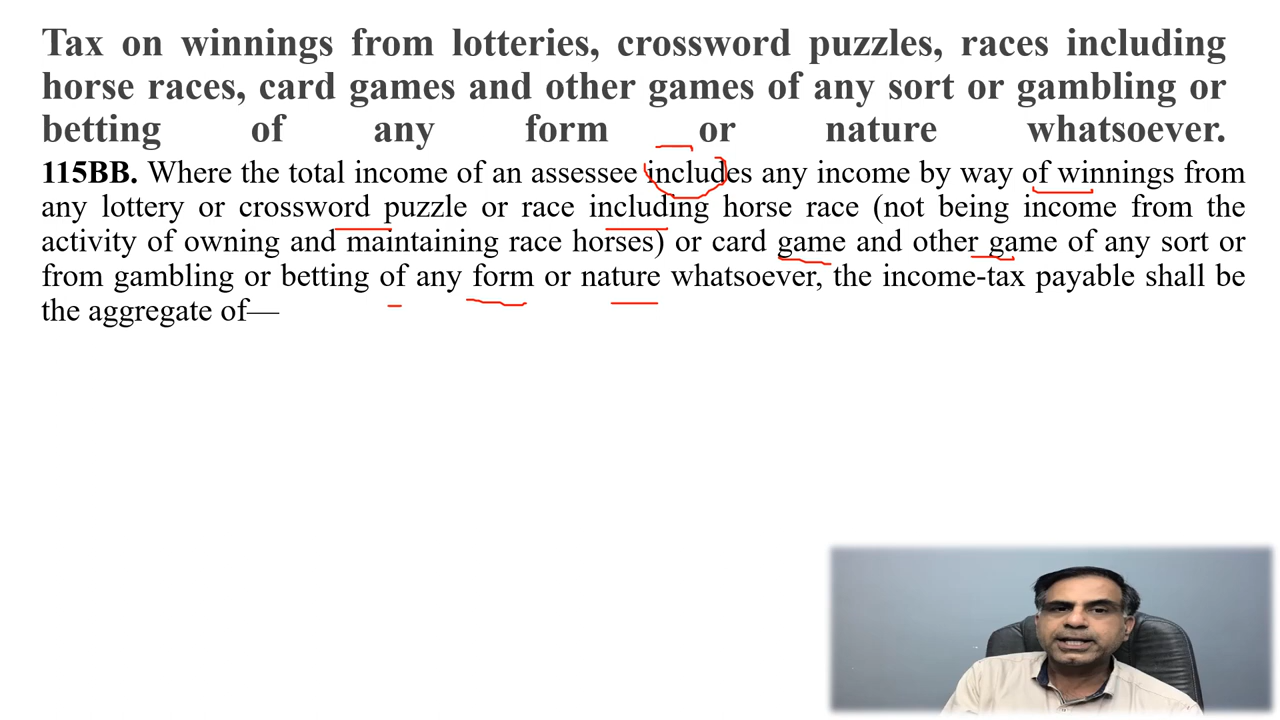 Tax on winnings from lotteries, crossword puzzles, races including
horse races, card games and other games of any sort or gambling or
betting of any form or nature whatsoever.
115BB. Where the total income of an assessee includes any income by way of winnings from
any lottery or crossword puzzle or race including horse race (not being income from the
activity of owning and maintaining race horses) or card game and other game of any sort or
from gambling or betting of any form or nature whatsoever, the income-tax payable shall be
the aggregate of—